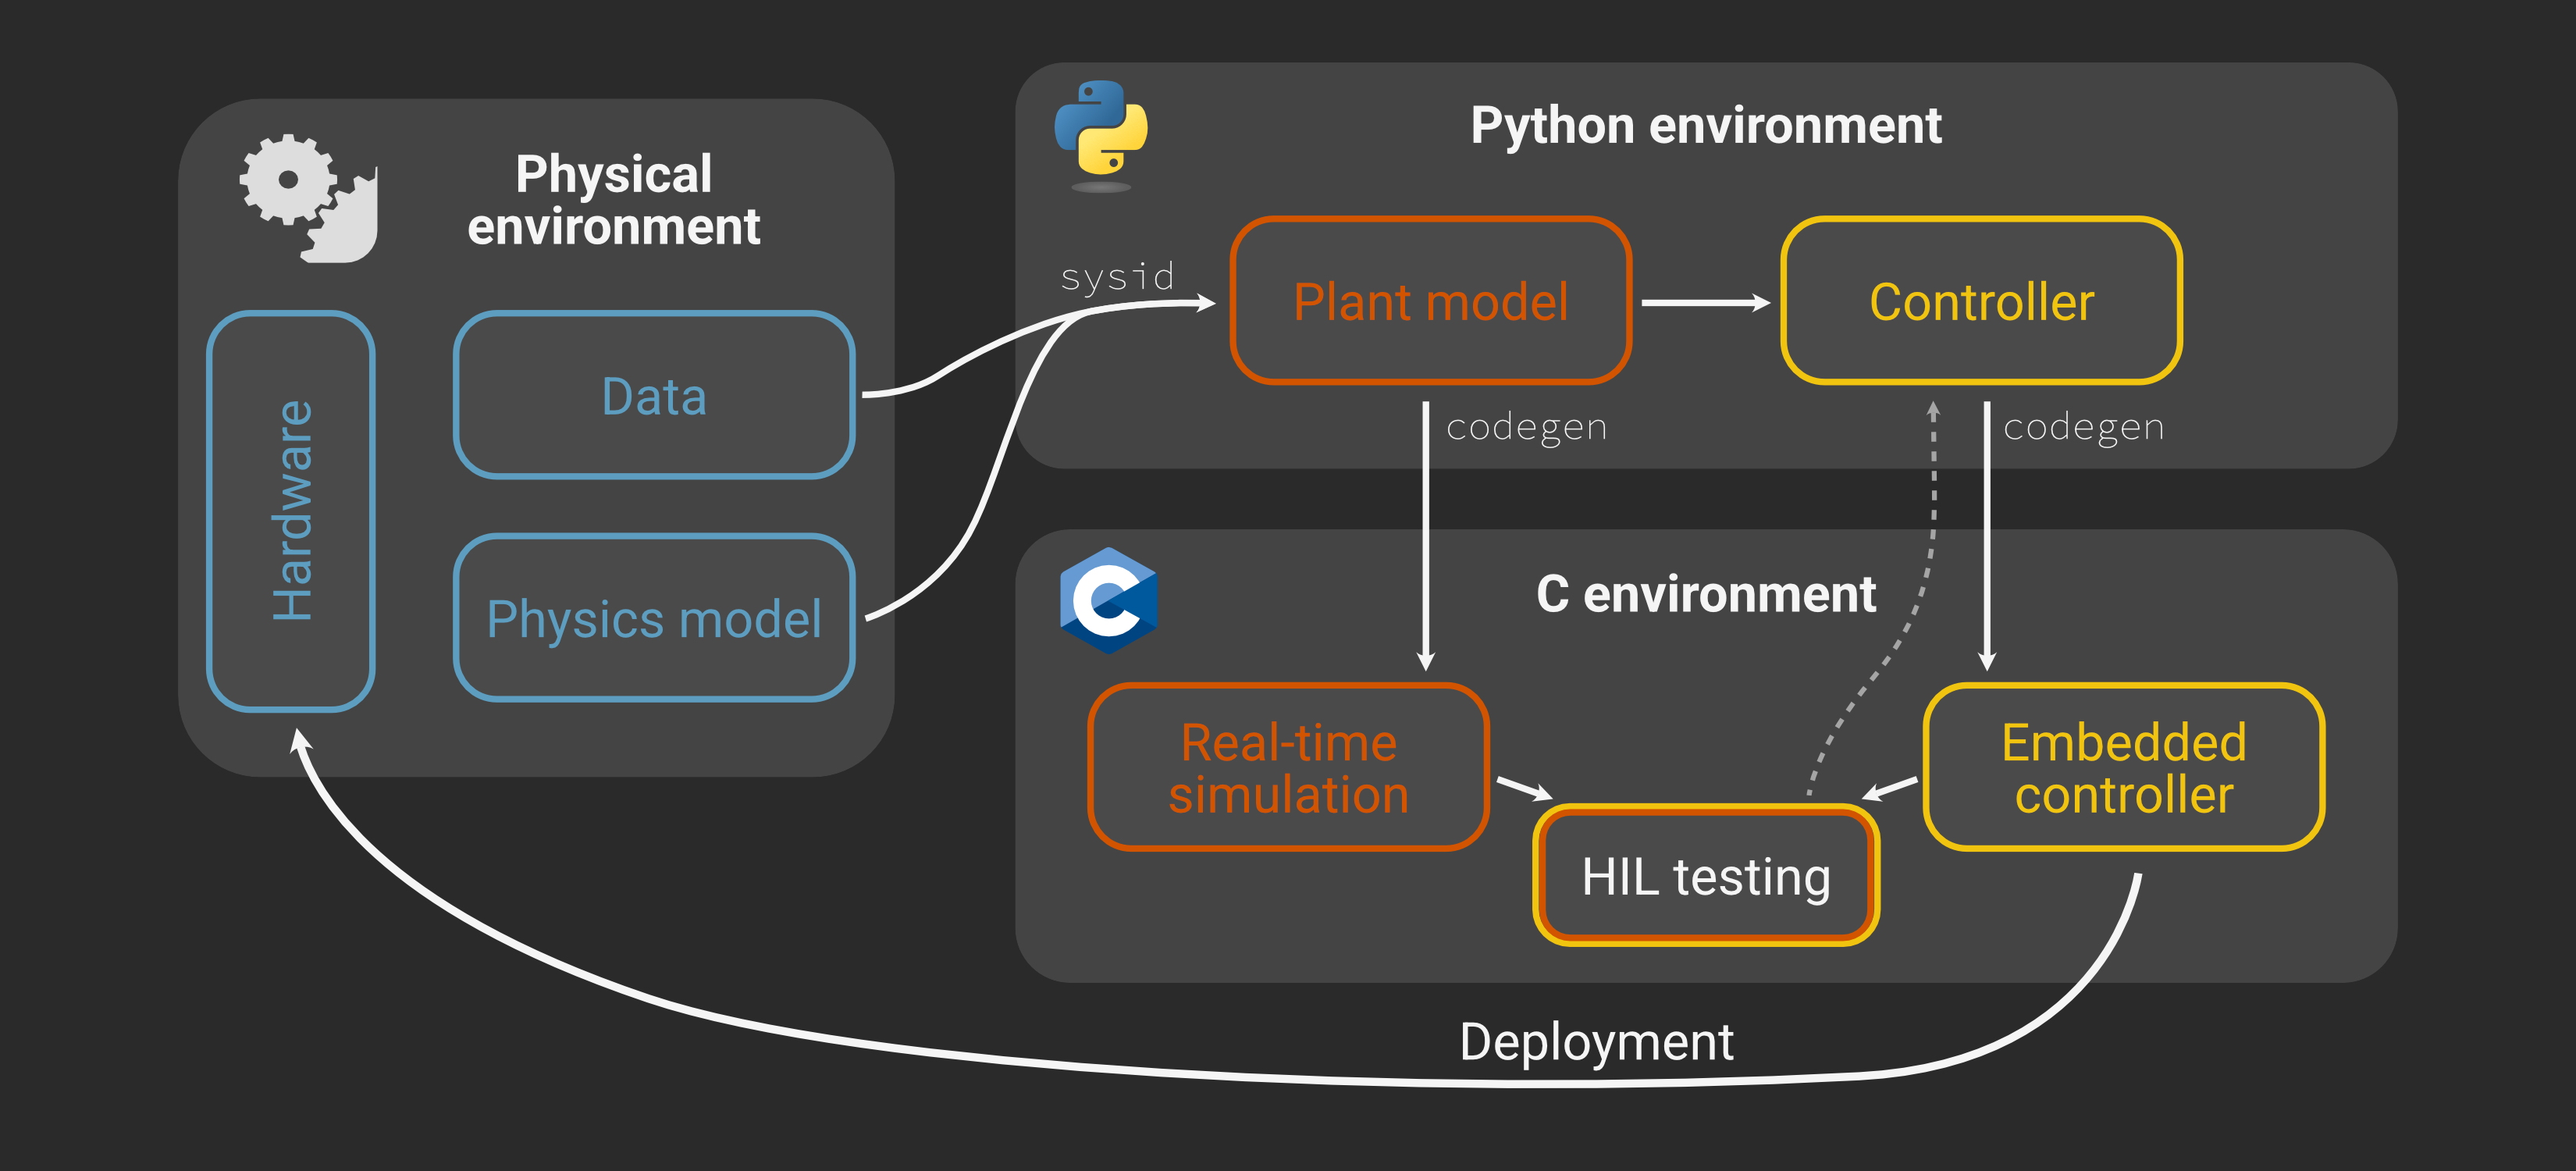 Physical
environment
Hardware
Data
Physics model
sysid
Python environment
Plant model
Controller
codegen
codegen
C environment
Real-time
simulation
HIL testing
Embedded
controller
Deployment